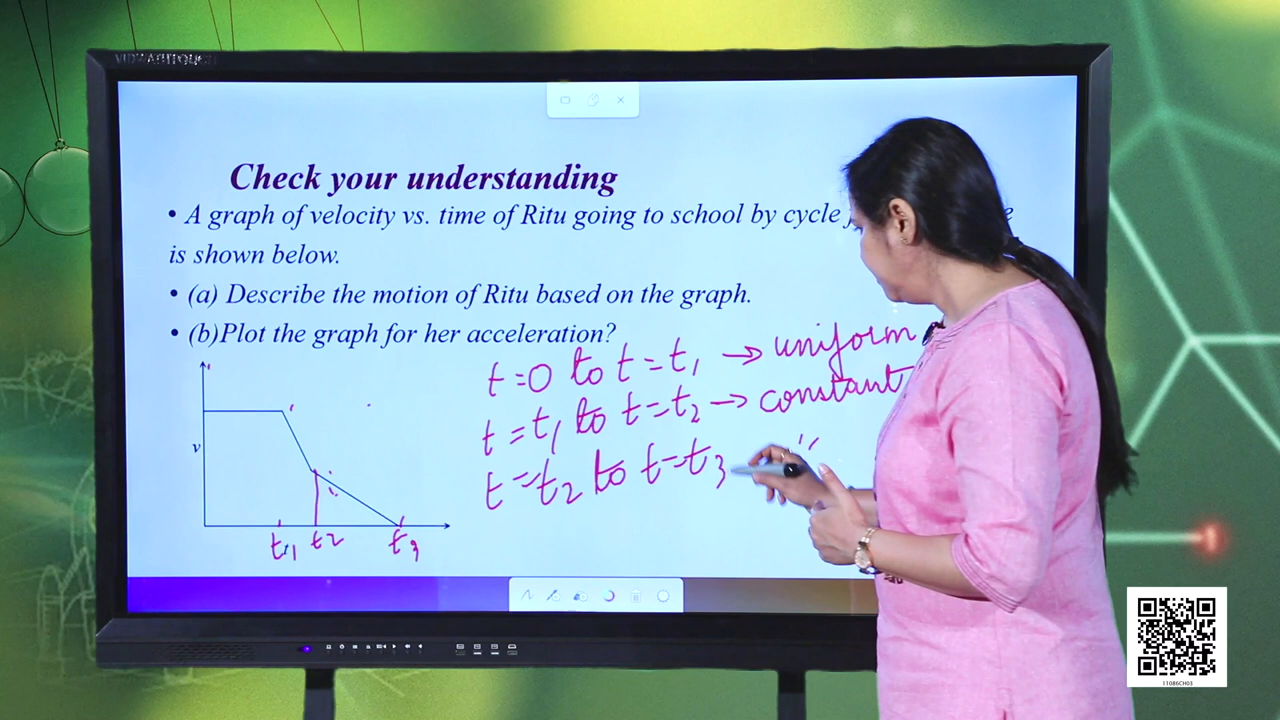 Check your understanding
• A graph of velocity vs. time of Ritu going to school by cycle
is shown below.
• (a) Describe the motion of Ritu based on the graph.
• (b)Plot the graph for her acceleration?
t=0 to t=t1 → uniform
t=t1 to t=t2 → constant
t=t2 to t=t3
v
t1 t2 t3
11086CH03